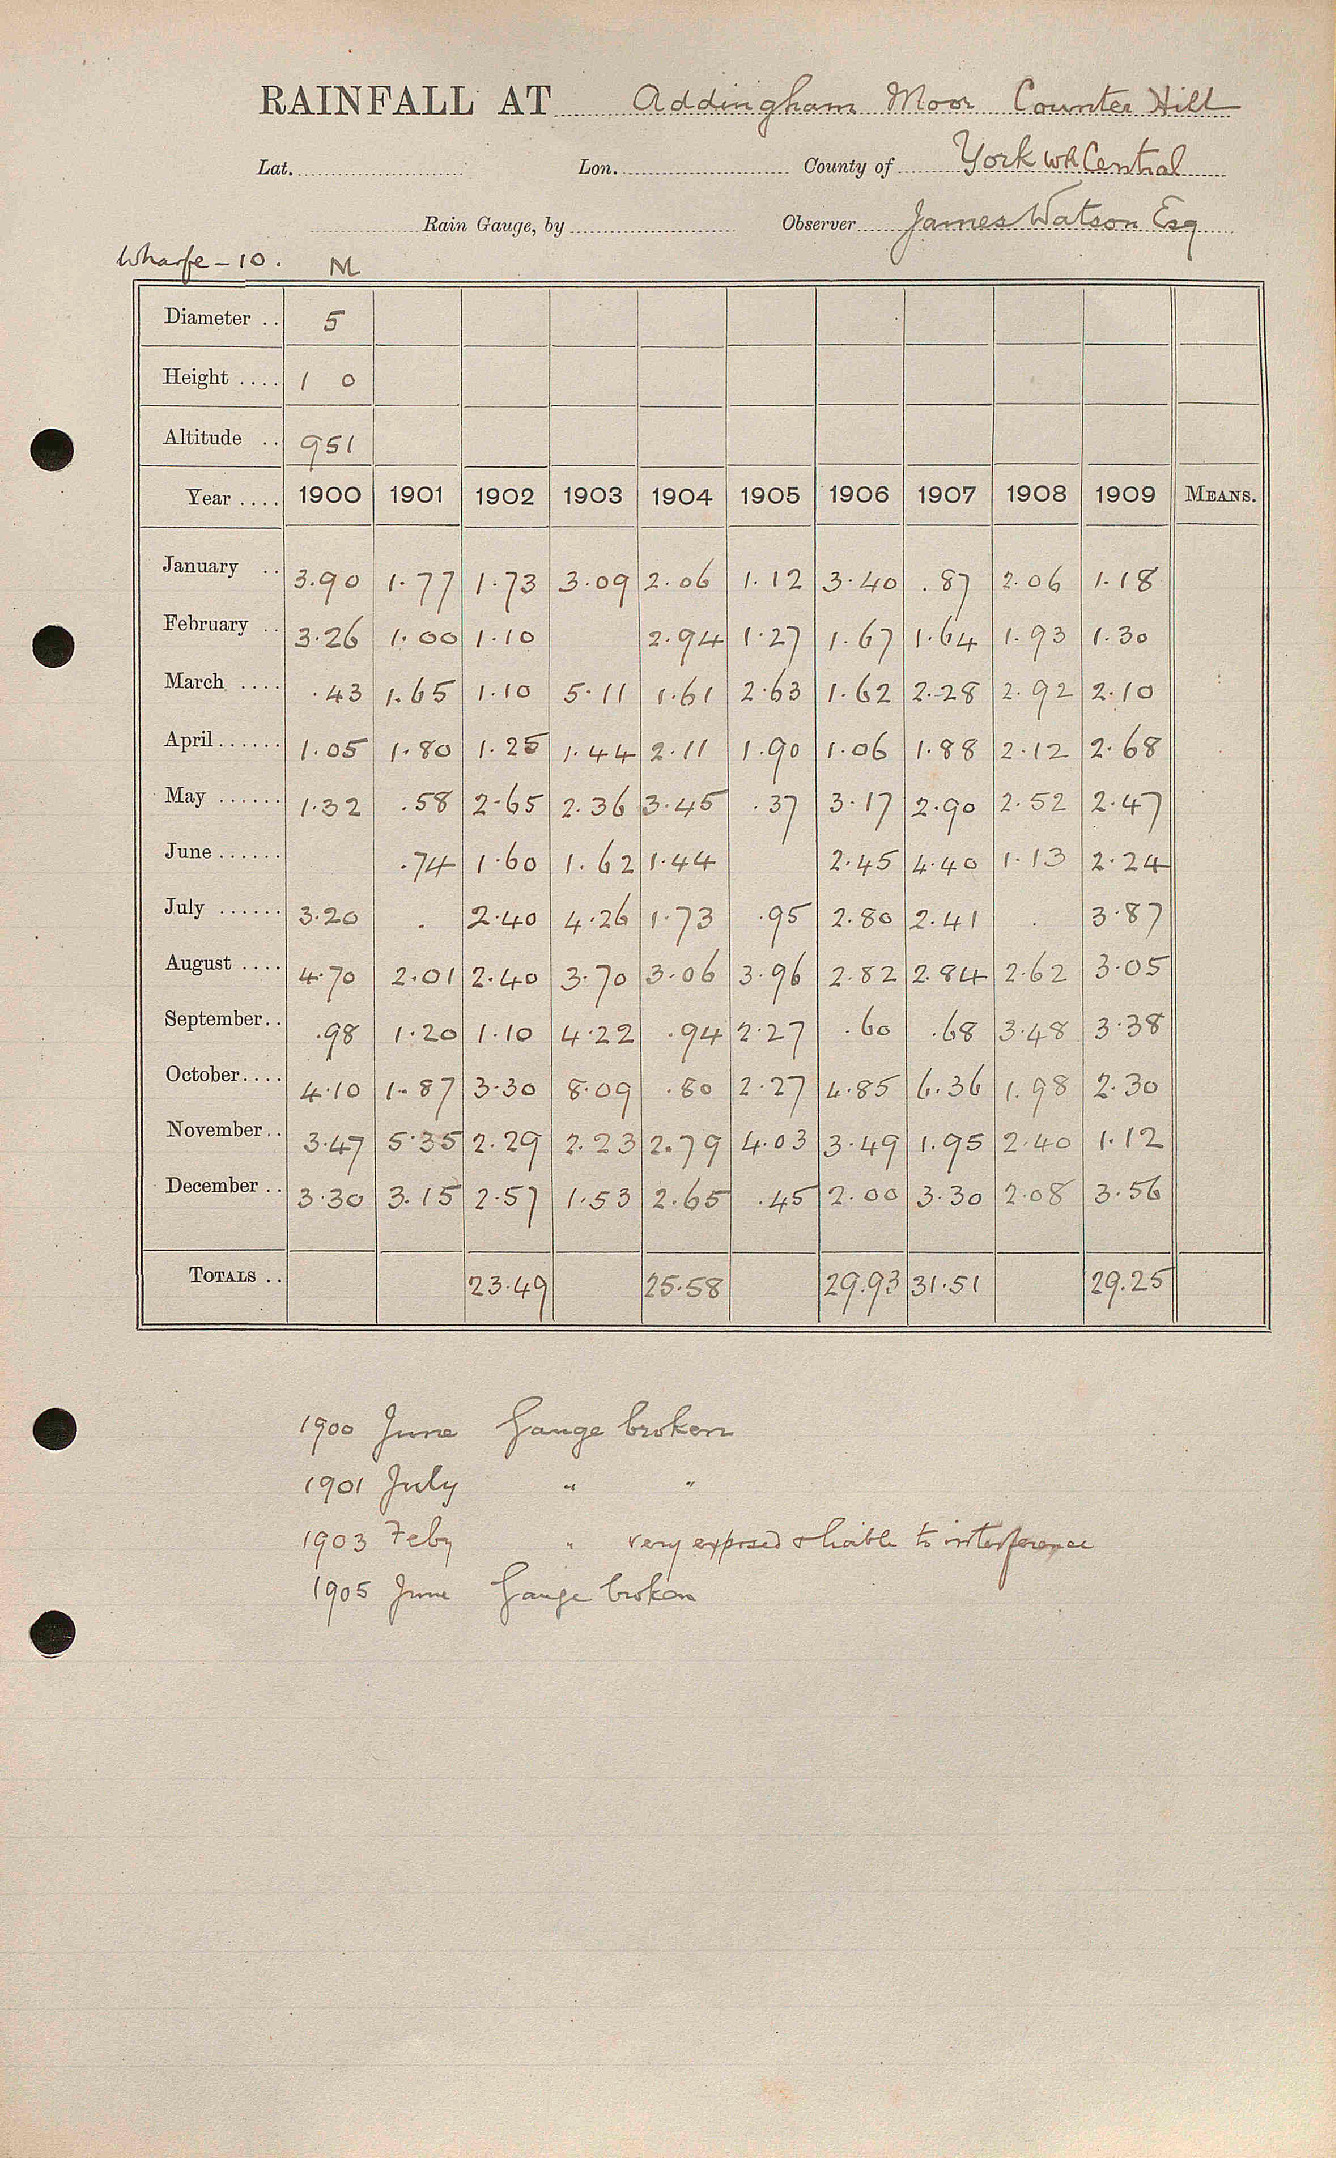 RAINFALL AT Addingham Moor Counter Hill
Lat. Lon. County of York WR Central
Rain Gauge, by Observer James Watson Esq
Wharfe - 10. M
Diameter .. 5
Height .... 1 0
Altitude .. 951
Year .... 1900 1901 1902 1903 1904 1905 1906 1907 1908 1909 MEANS.
January .. 3.90 1.77 1.73 3.09 2.06 1.12 3.40 .87 2.06 1.18
February .. 3.26 1.00 1.10 2.94 1.27 1.67 1.64 1.93 1.30
March .... .43 1.65 1.10 5.11 1.61 2.63 1.62 2.28 2.92 2.10
April...... 1.05 1.80 1.25 1.44 2.11 1.90 1.06 1.88 2.12 2.68
May ...... 1.32 .58 2.65 2.36 3.45 .37 3.17 2.90 2.52 2.47
June...... .74 1.60 1.62 1.44 2.45 4.40 1.13 2.24
July ...... 3.20 . 2.40 4.26 1.73 .95 2.80 2.41 . 3.87
August .... 4.70 2.01 2.40 3.70 3.06 3.96 2.82 2.84 2.62 3.05
September.. .98 1.20 1.10 4.22 .94 2.27 .60 .68 3.48 3.38
October.... 4.10 1.87 3.30 8.09 .80 2.27 4.85 6.36 1.98 2.30
November.. 3.47 5.35 2.29 2.23 2.79 4.03 3.49 1.95 2.40 1.12
December .. 3.30 3.15 2.57 1.53 2.65 .45 2.00 3.30 2.08 3.56
TOTALS .. 23.49 25.58 29.93 31.51 29.25
1900 June Gauge broken
1901 July " "
1903 Feby " very exposed & liable to interference
1905 June Gauge broken